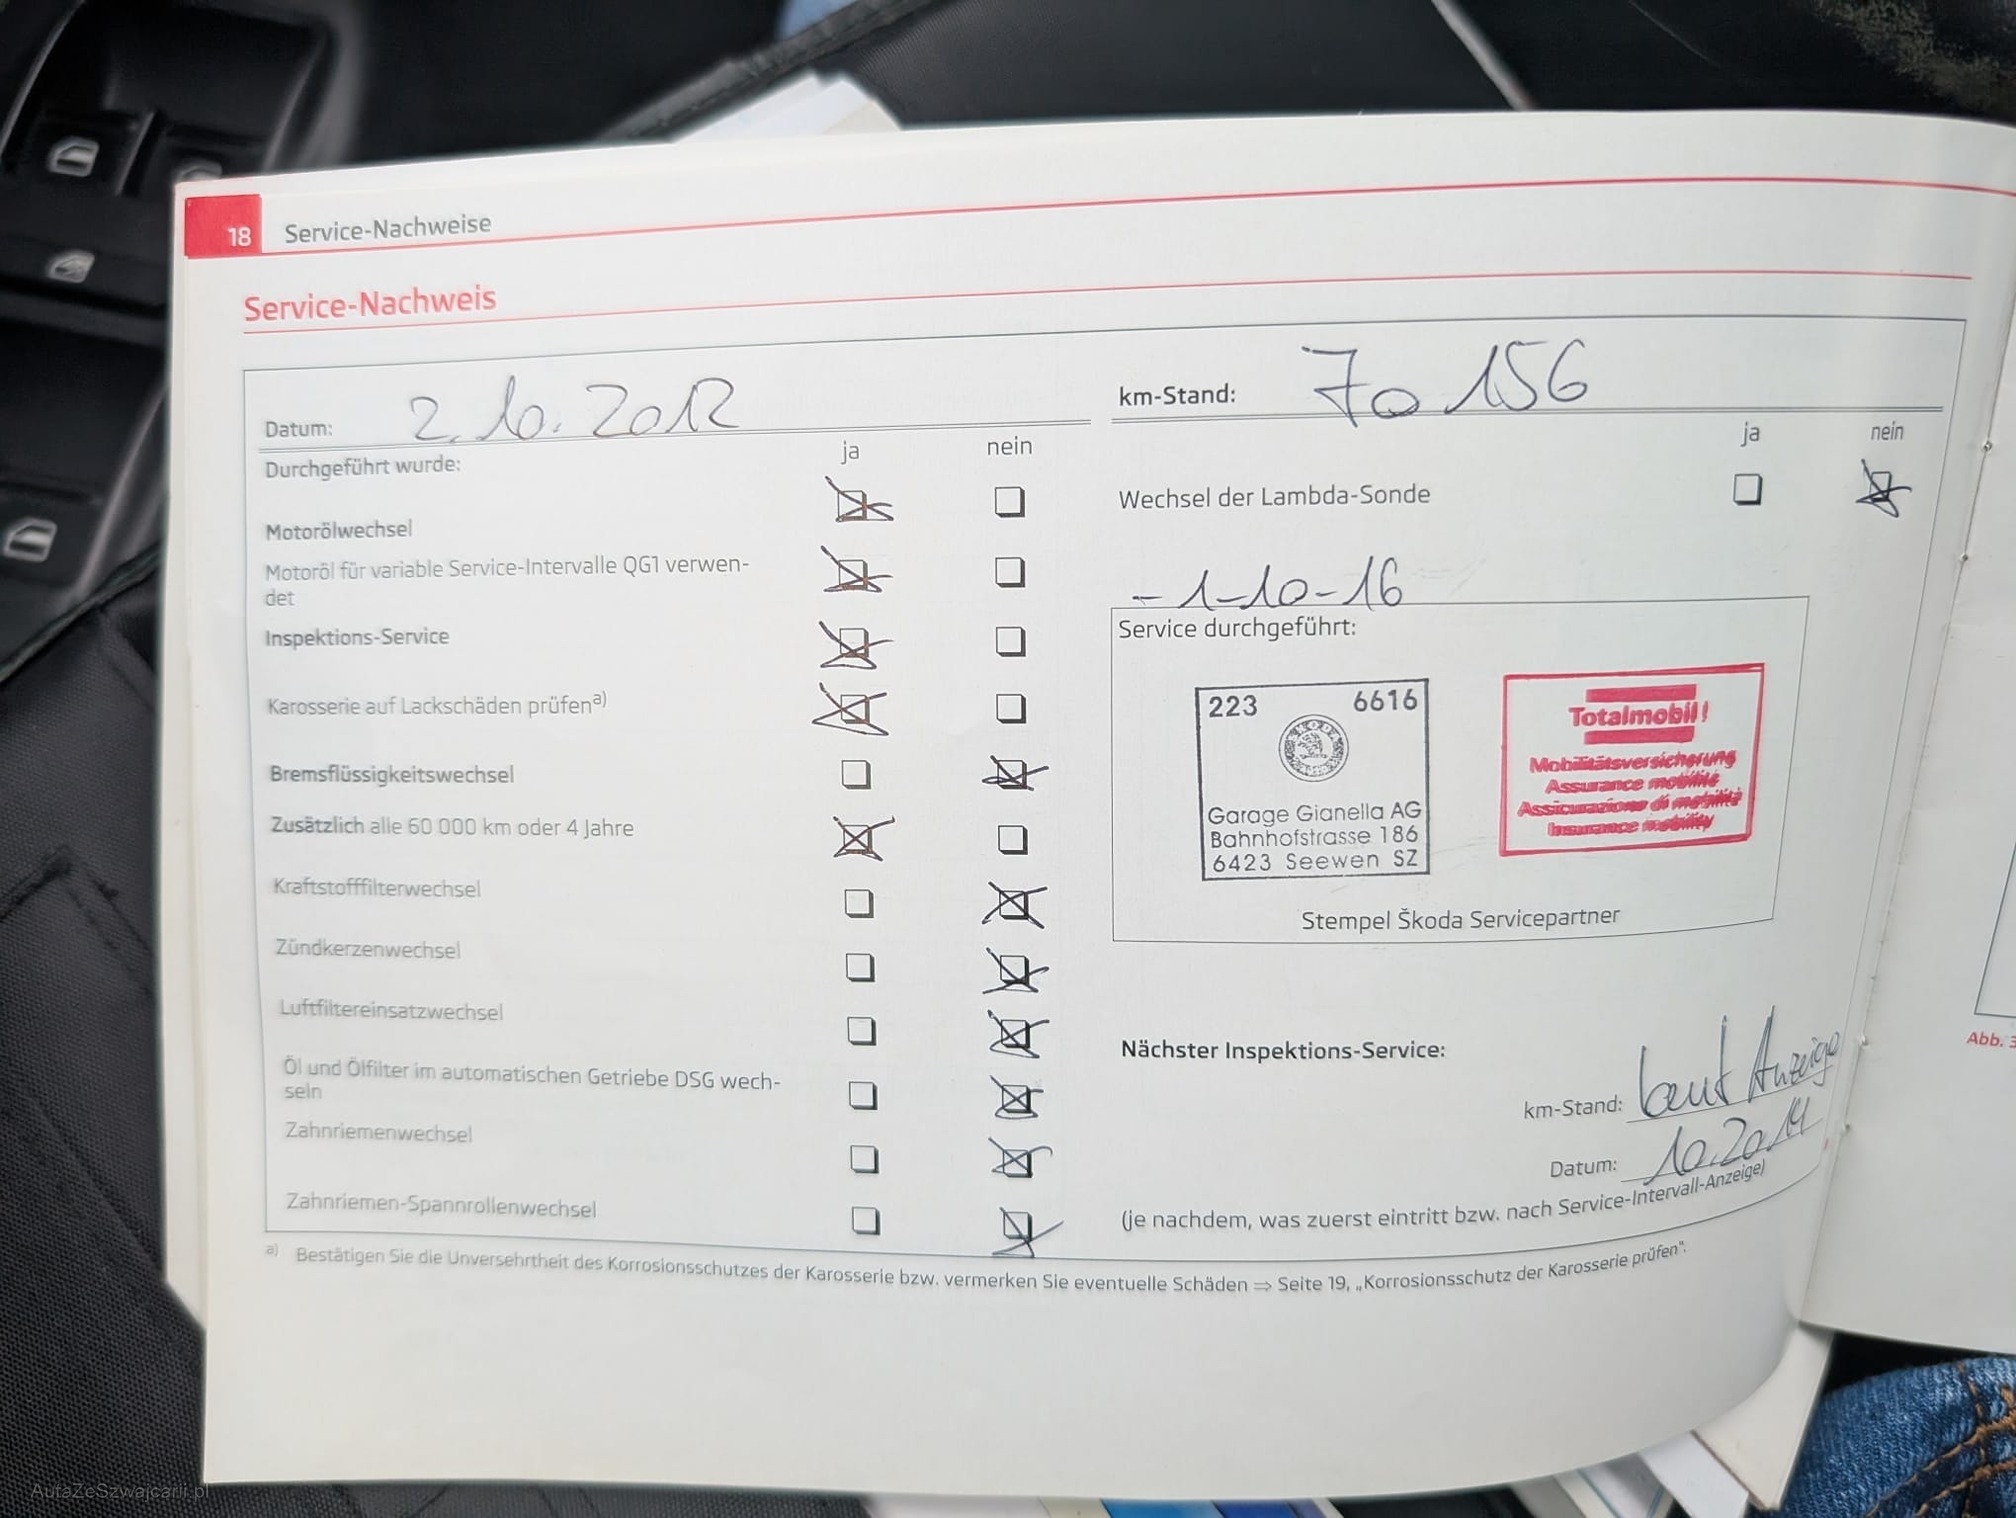 18 Service-Nachweise
Service-Nachweis
Datum: 2.10.2012
km-Stand: 70 156
Durchgeführt wurde: ja nein
ja nein
Motorölwechsel
Motoröl für variable Service-Intervalle QG1 verwen-
det
Inspektions-Service
Karosserie auf Lackschäden prüfen a)
Bremsflüssigkeitswechsel
Zusätzlich alle 60 000 km oder 4 Jahre
Kraftstofffilterwechsel
Zündkerzenwechsel
Luftfiltereinsatzwechsel
Öl und Ölfilter im automatischen Getriebe DSG wech-
seln
Zahnriemenwechsel
Zahnriemen-Spannrollenwechsel
Wechsel der Lambda-Sonde
- 1-10-16
Service durchgeführt:
223 6616
Garage Gianella AG
Bahnhofstrasse 186
6423 Seewen SZ
Totalmobil!
Mobilitätsversicherung
Assurance mobilité
Assicurazione di mobilità
Insurance mobility
Stempel Škoda Servicepartner
Nächster Inspektions-Service:
km-Stand: laut Anzeige
Datum: 10.2014
(je nachdem, was zuerst eintritt bzw. nach Service-Intervall-Anzeige)
a) Bestätigen Sie die Unversehrtheit des Korrosionsschutzes der Karosserie bzw. vermerken Sie eventuelle Schäden ⇒ Seite 19, „Korrosionsschutz der Karosserie prüfen".
Abb. 3
AutaZeSzwajcarii.pl